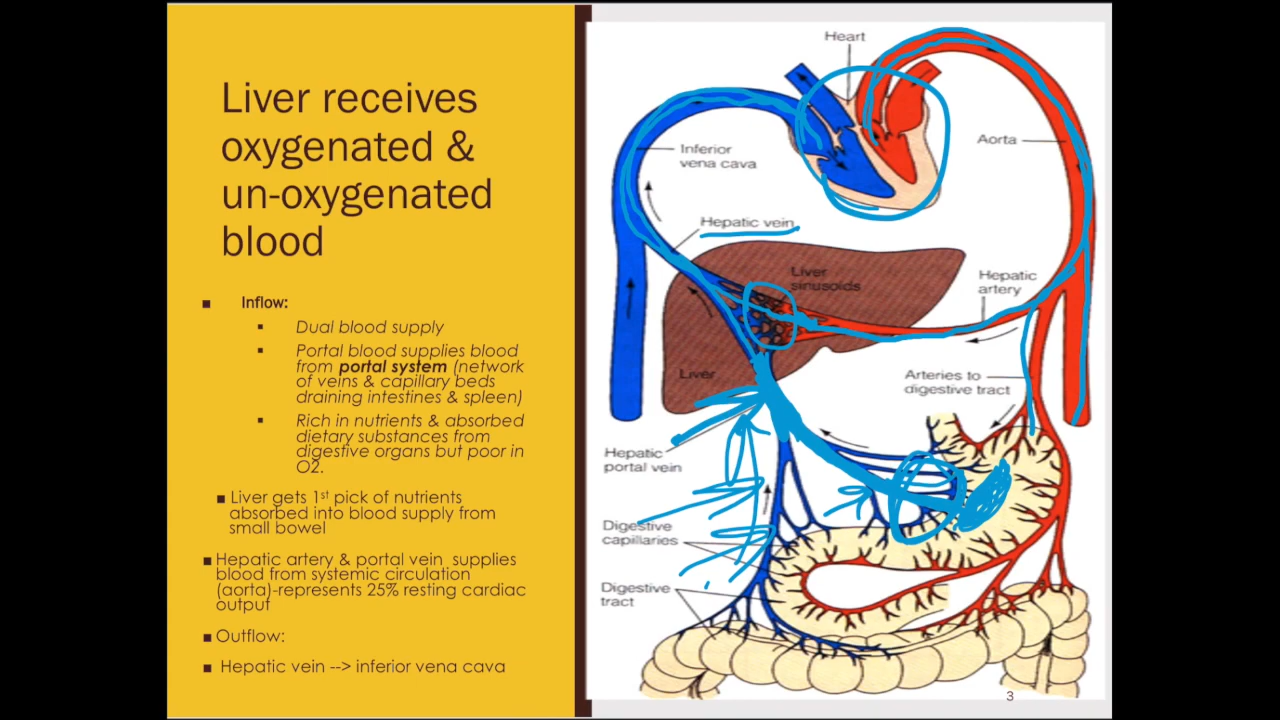 Liver receives
oxygenated &
un-oxygenated
blood
■ Inflow:
▪ Dual blood supply
▪ Portal blood supplies blood
from portal system (network
of veins & capillary beds
draining intestines & spleen)
▪ Rich in nutrients & absorbed
dietary substances from
digestive organs but poor in
O2.
■ Liver gets 1st pick of nutrients
absorbed into blood supply from
small bowel
■ Hepatic artery & portal vein supplies
blood from systemic circulation
(aorta)-represents 25% resting cardiac
output
■ Outflow:
■ Hepatic vein --> inferior vena cava
Heart
Inferior
vena cava
Aorta
Hepatic vein
Liver
sinusoids
Hepatic
artery
Liver
Arteries to
digestive tract
Hepatic
portal vein
Digestive
capillaries
Digestive
tract
3